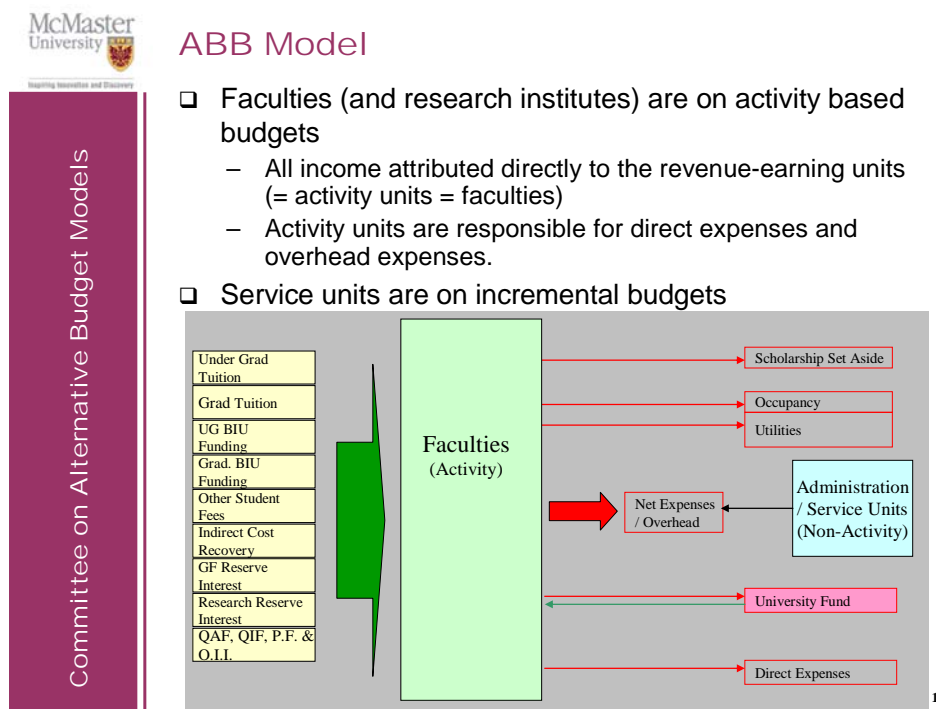 McMaster
University
Inspiring Innovation and Discovery
ABB Model
Committee on Alternative Budget Models
❑ Faculties (and research institutes) are on activity based
budgets
– All income attributed directly to the revenue-earning units
(= activity units = faculties)
– Activity units are responsible for direct expenses and
overhead expenses.
❑ Service units are on incremental budgets
Under Grad
Tuition
Grad Tuition
UG BIU
Funding
Grad. BIU
Funding
Other Student
Fees
Indirect Cost
Recovery
GF Reserve
Interest
Research Reserve
Interest
QAF, QIF, P.F. &
O.I.I.
Faculties
(Activity)
Scholarship Set Aside
Occupancy
Utilities
Net Expenses
/ Overhead
Administration
/ Service Units
(Non-Activity)
University Fund
Direct Expenses
1